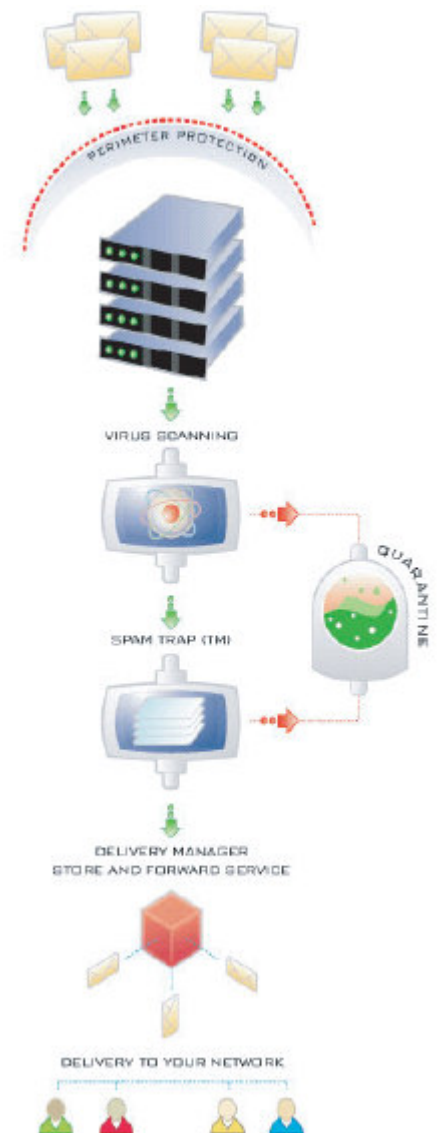 PERIMETER PROTECTION
VIRUS SCANNING
QUARANTINE
SPAM TRAP (TM)
DELIVERY MANAGER
STORE AND FORWARD SERVICE
DELIVERY TO YOUR NETWORK